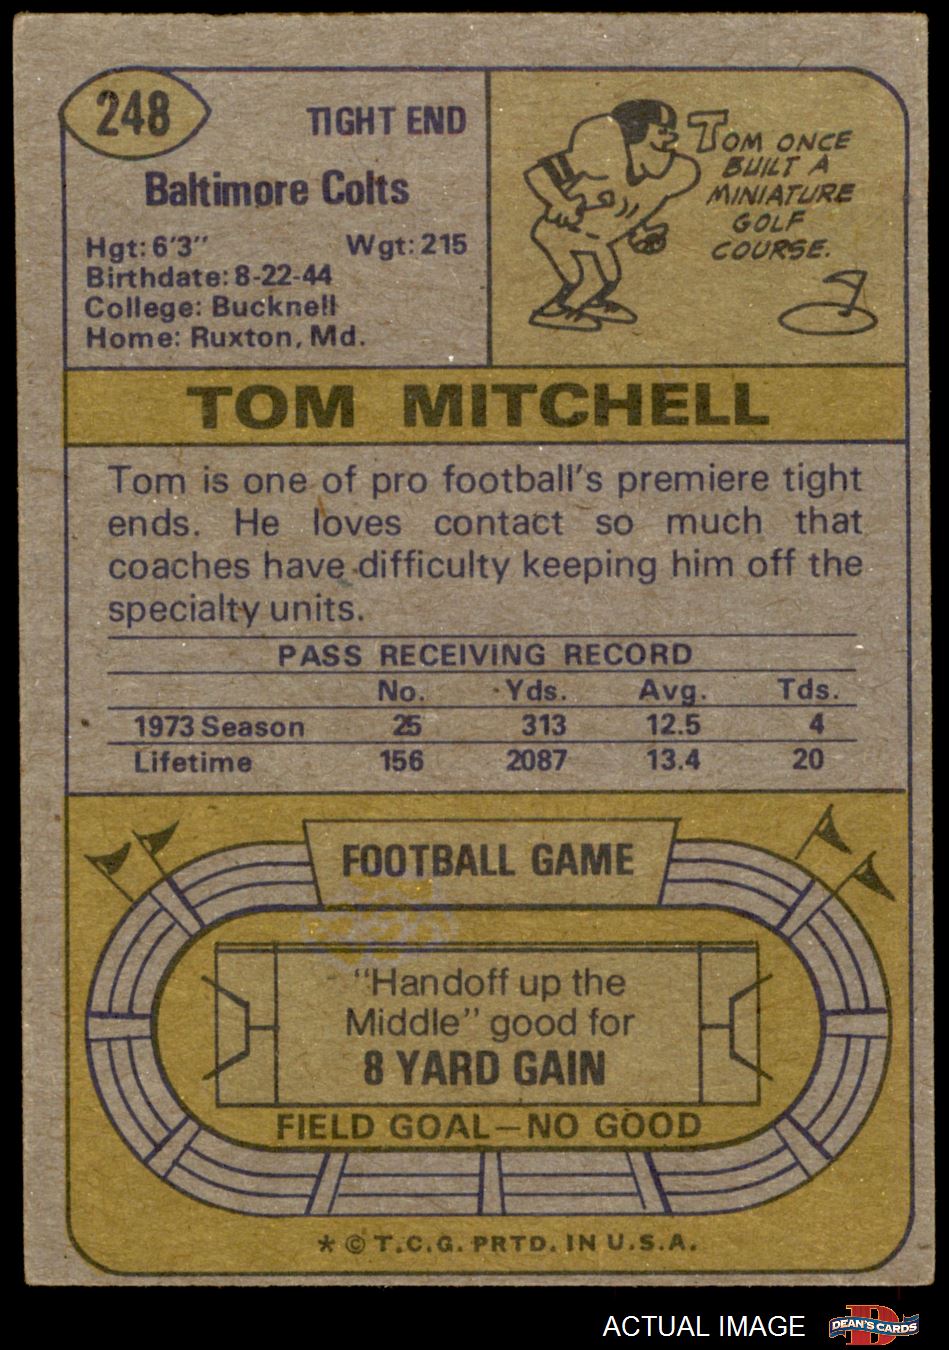 248
TIGHT END
Baltimore Colts
Hgt: 6'3" Wgt: 215
Birthdate: 8-22-44
College: Bucknell
Home: Ruxton, Md.
TOM ONCE
BUILT A
MINIATURE
GOLF
COURSE.
TOM MITCHELL
Tom is one of pro football's premiere tight
ends. He loves contact so much that
coaches have difficulty keeping him off the
specialty units.
PASS RECEIVING RECORD
No. Yds. Avg. Tds.
1973 Season 25 313 12.5 4
Lifetime 156 2087 13.4 20
FOOTBALL GAME
"Handoff up the
Middle" good for
8 YARD GAIN
FIELD GOAL—NO GOOD
* © T.C.G. PRTD. IN U.S.A.
ACTUAL IMAGE
D
DEAN'S CARDS